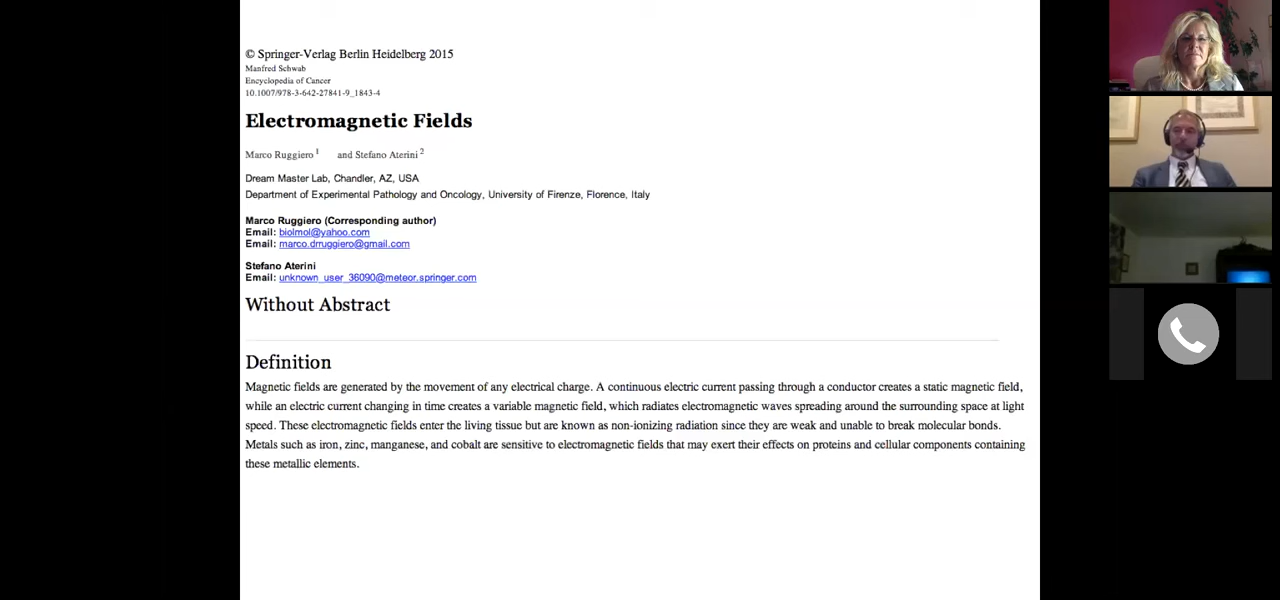 © Springer-Verlag Berlin Heidelberg 2015
Manfred Schwab
Encyclopedia of Cancer
10.1007/978-3-642-27841-9_1843-4
Electromagnetic Fields
Marco Ruggiero 1 and Stefano Aterini 2
Dream Master Lab, Chandler, AZ, USA
Department of Experimental Pathology and Oncology, University of Firenze, Florence, Italy
Marco Ruggiero (Corresponding author)
Email: biolmol@yahoo.com
Email: marco.drruggiero@gmail.com
Stefano Aterini
Email: unknown_user_36090@meteor.springer.com
Without Abstract
Definition
Magnetic fields are generated by the movement of any electrical charge. A continuous electric current passing through a conductor creates a static magnetic field,
while an electric current changing in time creates a variable magnetic field, which radiates electromagnetic waves spreading around the surrounding space at light
speed. These electromagnetic fields enter the living tissue but are known as non-ionizing radiation since they are weak and unable to break molecular bonds.
Metals such as iron, zinc, manganese, and cobalt are sensitive to electromagnetic fields that may exert their effects on proteins and cellular components containing
these metallic elements.